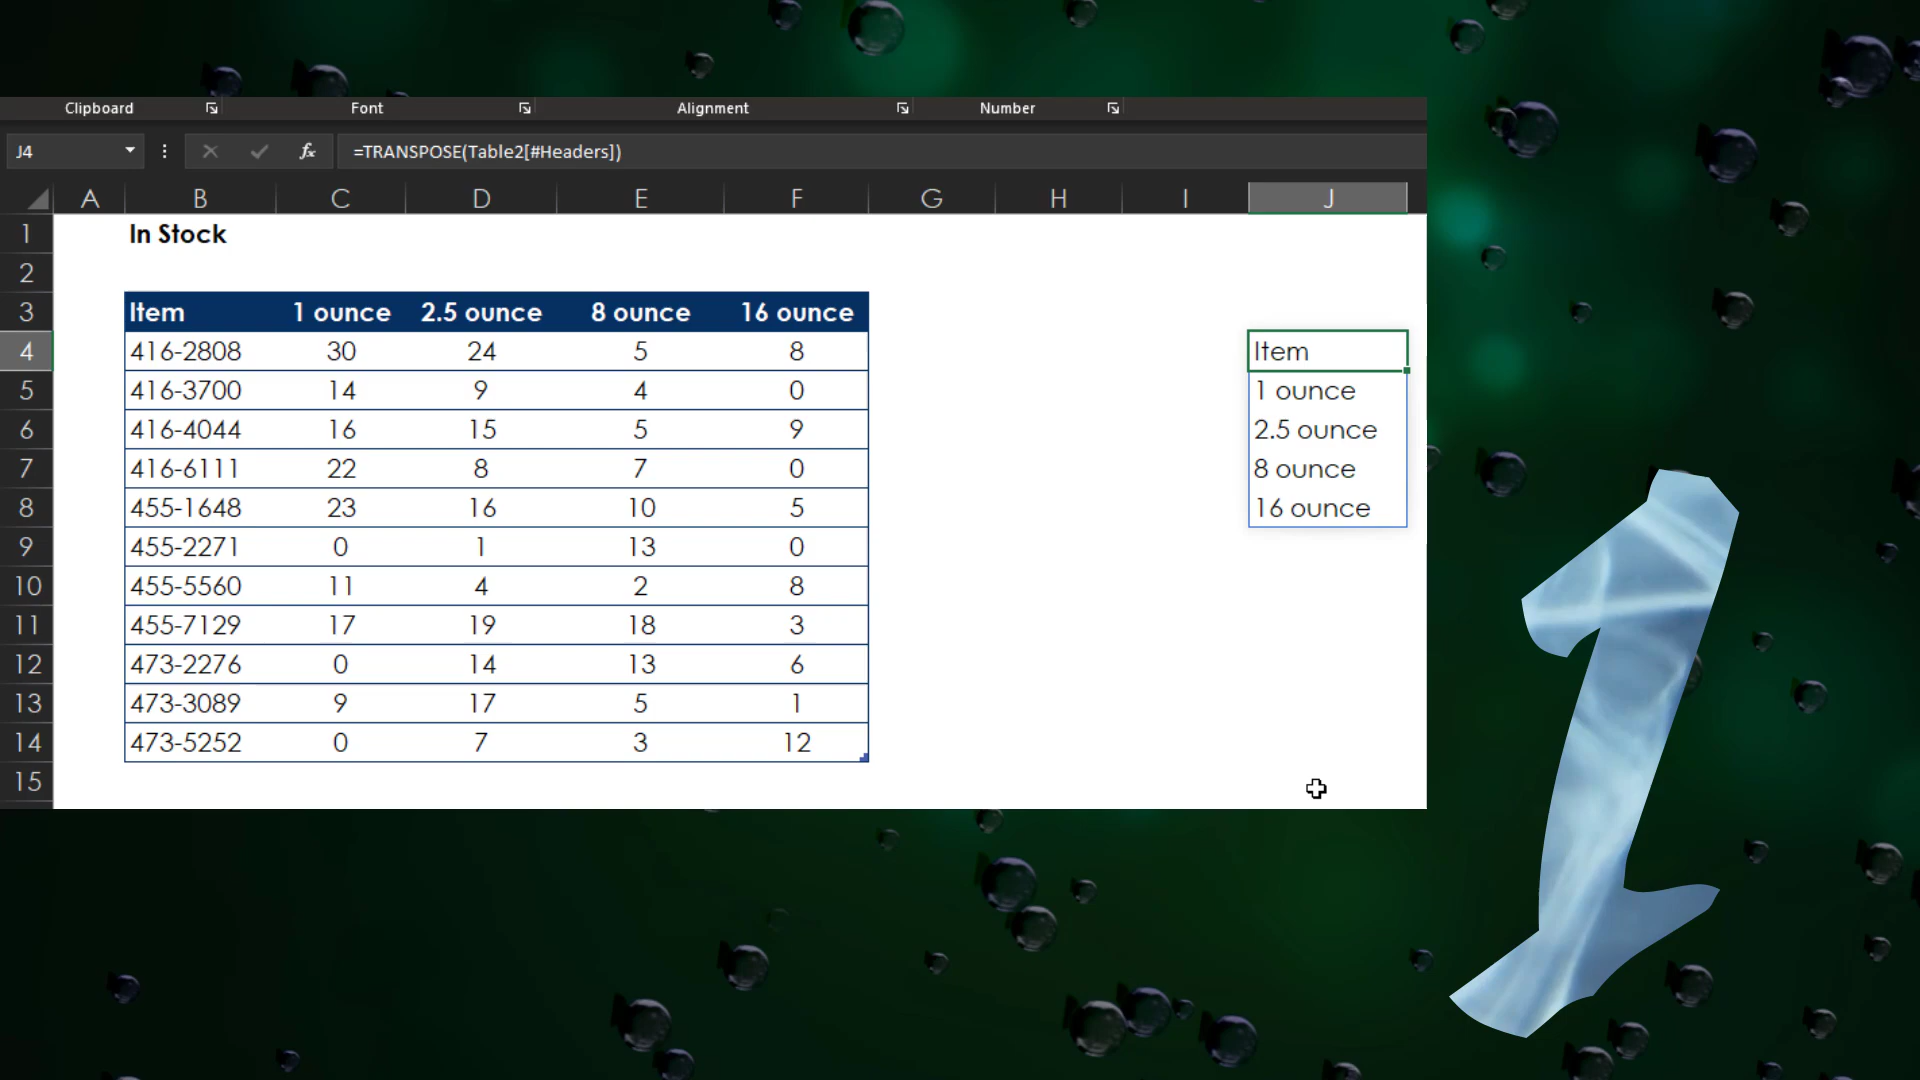 Clipboard Font Alignment Number
J4 fx =TRANSPOSE(Table2[#Headers])
A B C D E F G H I J
1 In Stock
2
3 Item 1 ounce 2.5 ounce 8 ounce 16 ounce
4 416-2808 30 24 5 8 Item
5 416-3700 14 9 4 0 1 ounce
6 416-4044 16 15 5 9 2.5 ounce
7 416-6111 22 8 7 0 8 ounce
8 455-1648 23 16 10 5 16 ounce
9 455-2271 0 1 13 0
10 455-5560 11 4 2 8
11 455-7129 17 19 18 3
12 473-2276 0 14 13 6
13 473-3089 9 17 5 1
14 473-5252 0 7 3 12
15
1